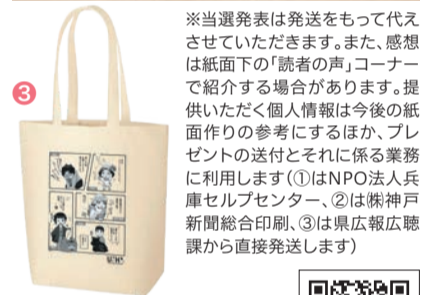 ③
※当選発表は発送をもって代え
させていただきます。また、感想
は紙面下の「読者の声」コーナー
で紹介する場合があります。提
供いただく個人情報は今後の紙
面作りの参考にするほか、プレ
ゼントの送付とそれに係る業務
に利用します(①はNPO法人兵
庫セルプセンター、②は㈱神戸
新聞総合印刷、③は県広報広聴
課から直接発送します)